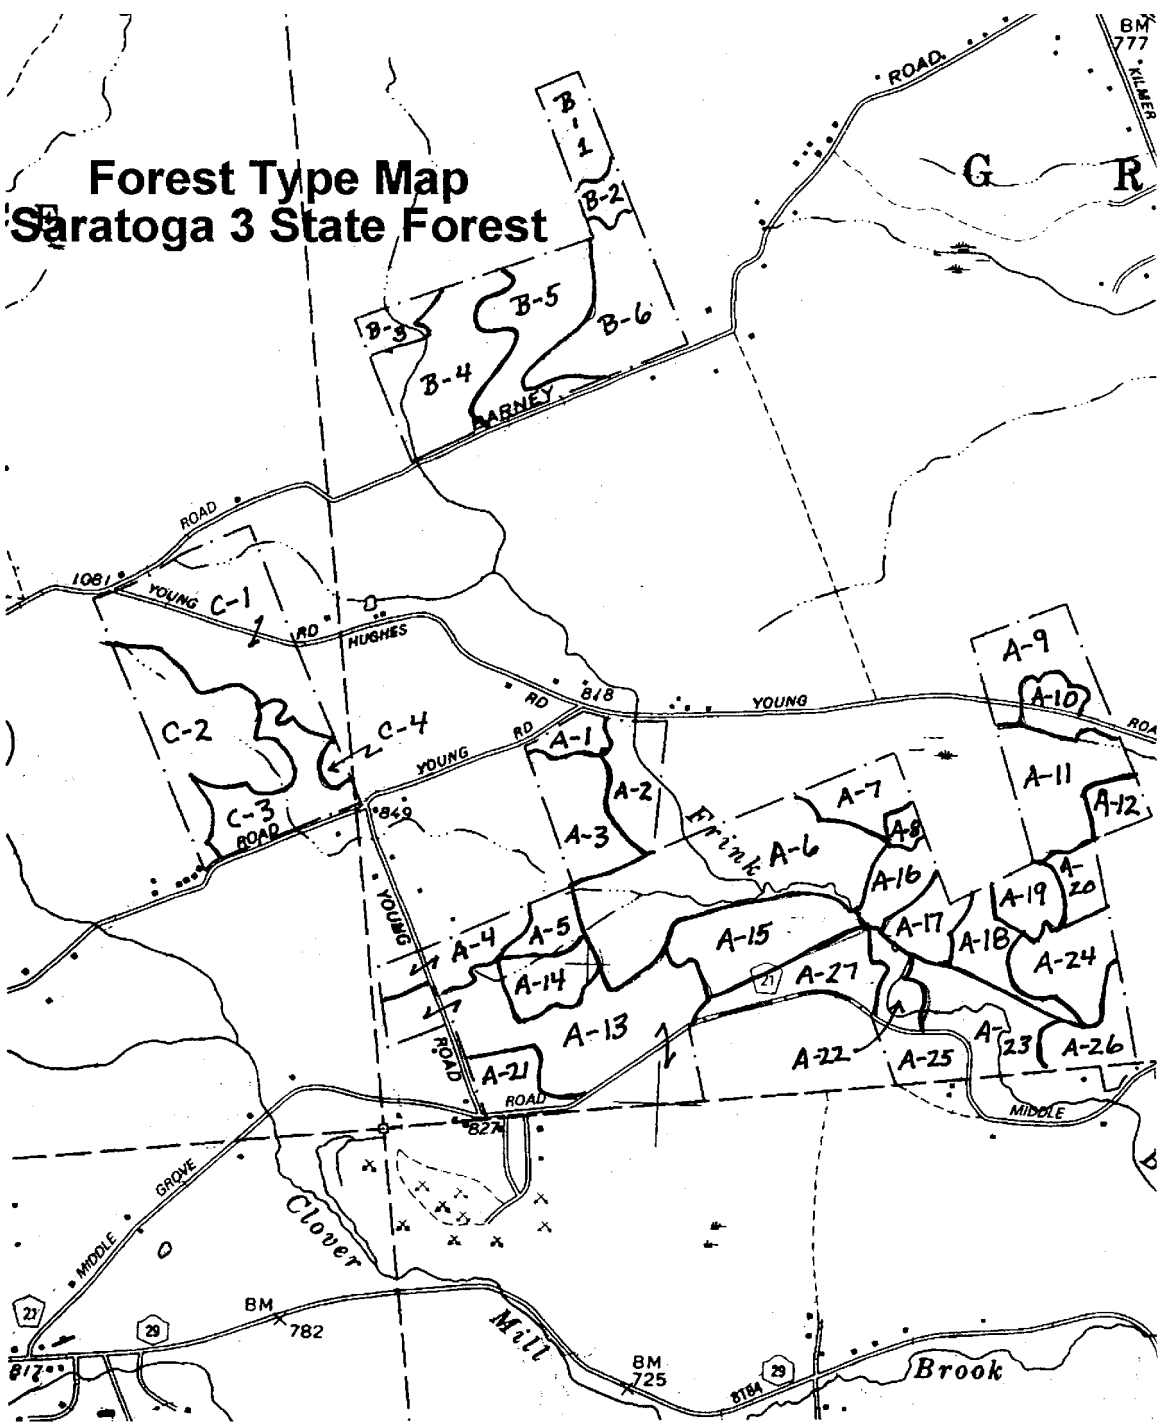 BM
777
KILMER
ROAD
B-1
G R
Forest Type Map
Saratoga 3 State Forest
B-2
B-5
B-3
B-6
B-4
BARNEY
ROAD
1081
YOUNG
C-1
RD
HUGHES
A-9
818
RD
YOUNG
A-10
C-2
C-4
RD
A-1
ROA
YOUNG
A-11
A-2
A-7
A-12
C-3
849
Frink
A-8
ROAD
A-3
A-6
A-16
A-20
A-19
YOUNG
A-4
A-5
A-15
A-17
A-18
A-24
A-14
21
A-27
A-13
A-23
A-22
A-25
A-26
ROAD
A-21
ROAD
MIDDLE
827
GROVE
Clover
MIDDLE
21
29
BM
782
Mill
817
BM
725
29
8784
Brook